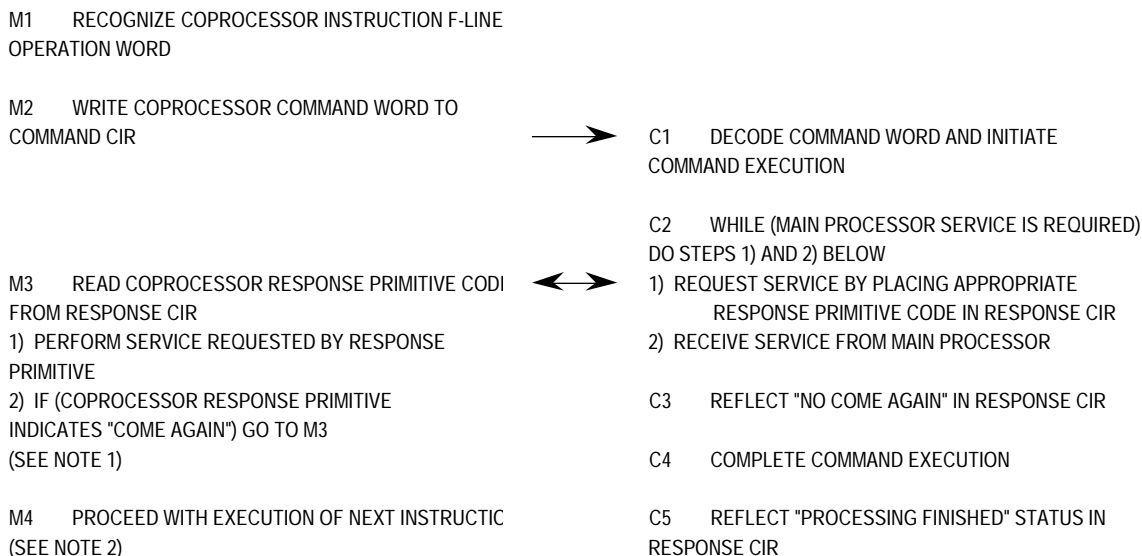 M1 RECOGNIZE COPROCESSOR INSTRUCTION F-LINE
OPERATION WORD
M2 WRITE COPROCESSOR COMMAND WORD TO
COMMAND CIR
C1 DECODE COMMAND WORD AND INITIATE
COMMAND EXECUTION
C2 WHILE (MAIN PROCESSOR SERVICE IS REQUIRED)
DO STEPS 1) AND 2) BELOW
M3 READ COPROCESSOR RESPONSE PRIMITIVE COD
FROM RESPONSE CIR
1) PERFORM SERVICE REQUESTED BY RESPONSE
PRIMITIVE
2) IF (COPROCESSOR RESPONSE PRIMITIVE
INDICATES "COME AGAIN") GO TO M3
(SEE NOTE 1)
1) REQUEST SERVICE BY PLACING APPROPRIATE
RESPONSE PRIMITIVE CODE IN RESPONSE CIR
2) RECEIVE SERVICE FROM MAIN PROCESSOR
C3 REFLECT "NO COME AGAIN" IN RESPONSE CIR
C4 COMPLETE COMMAND EXECUTION
M4 PROCEED WITH EXECUTION OF NEXT INSTRUCTIO
(SEE NOTE 2)
C5 REFLECT "PROCESSING FINISHED" STATUS IN
RESPONSE CIR